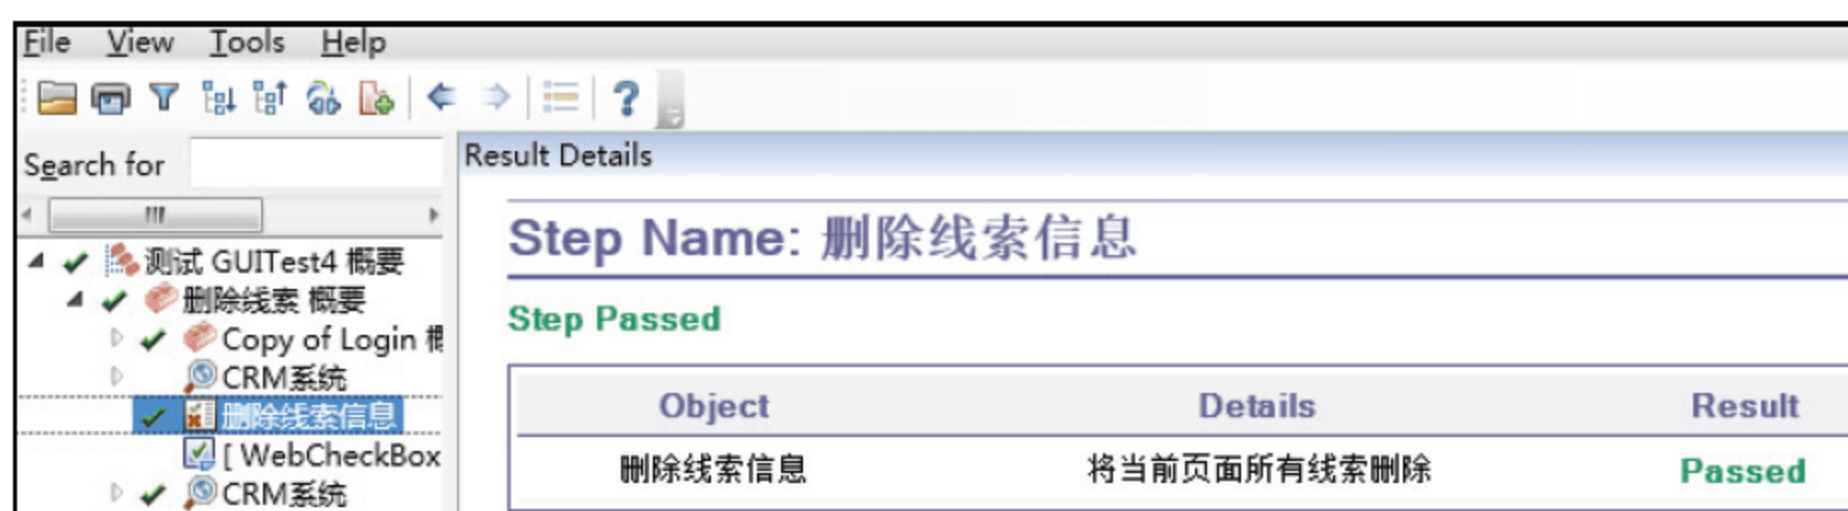 File View Tools Help
Search for
测试 GUITest4 概要
删除线索 概要
Copy of Login
CRM系统
删除线索信息
[ WebCheckBox
CRM系统
Result Details
Step Name: 删除线索信息
Step Passed
Object Details Result
删除线索信息 将当前页面所有线索删除 Passed